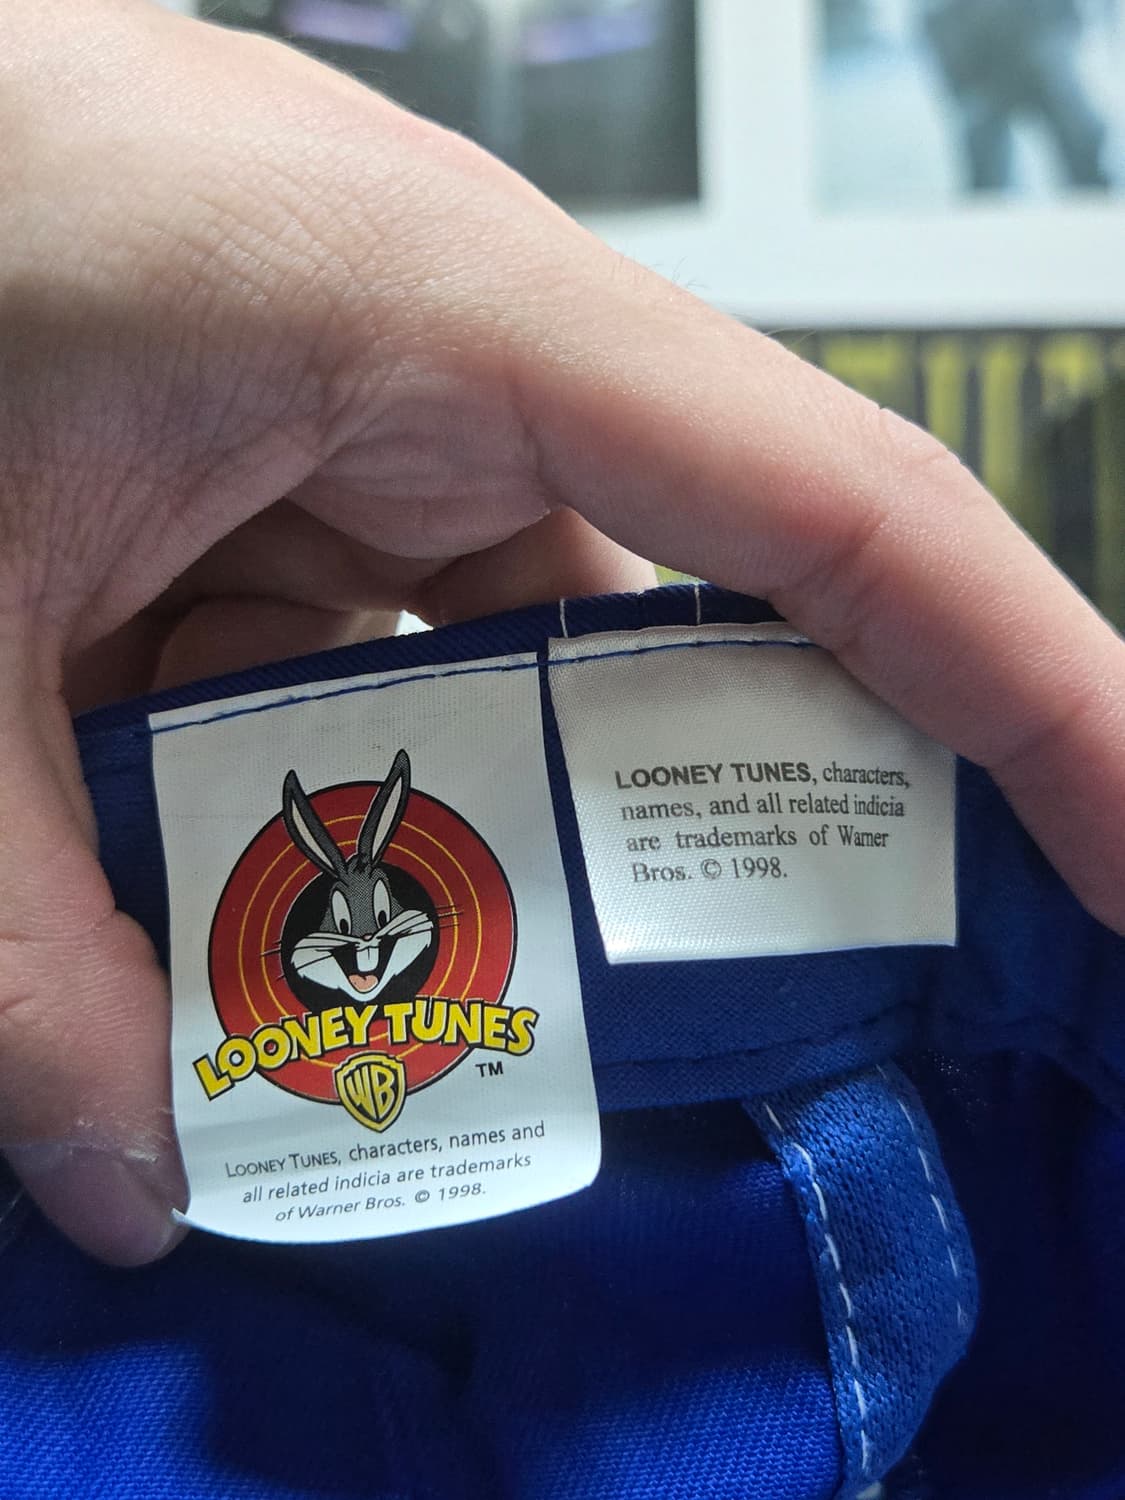 LOONEY TUNES
WB
TM
LOONEY TUNES, characters, names and
all related indicia are trademarks
of Warner Bros. © 1998.
LOONEY TUNES, characters,
names, and all related indicia
are trademarks of Warner
Bros. © 1998.